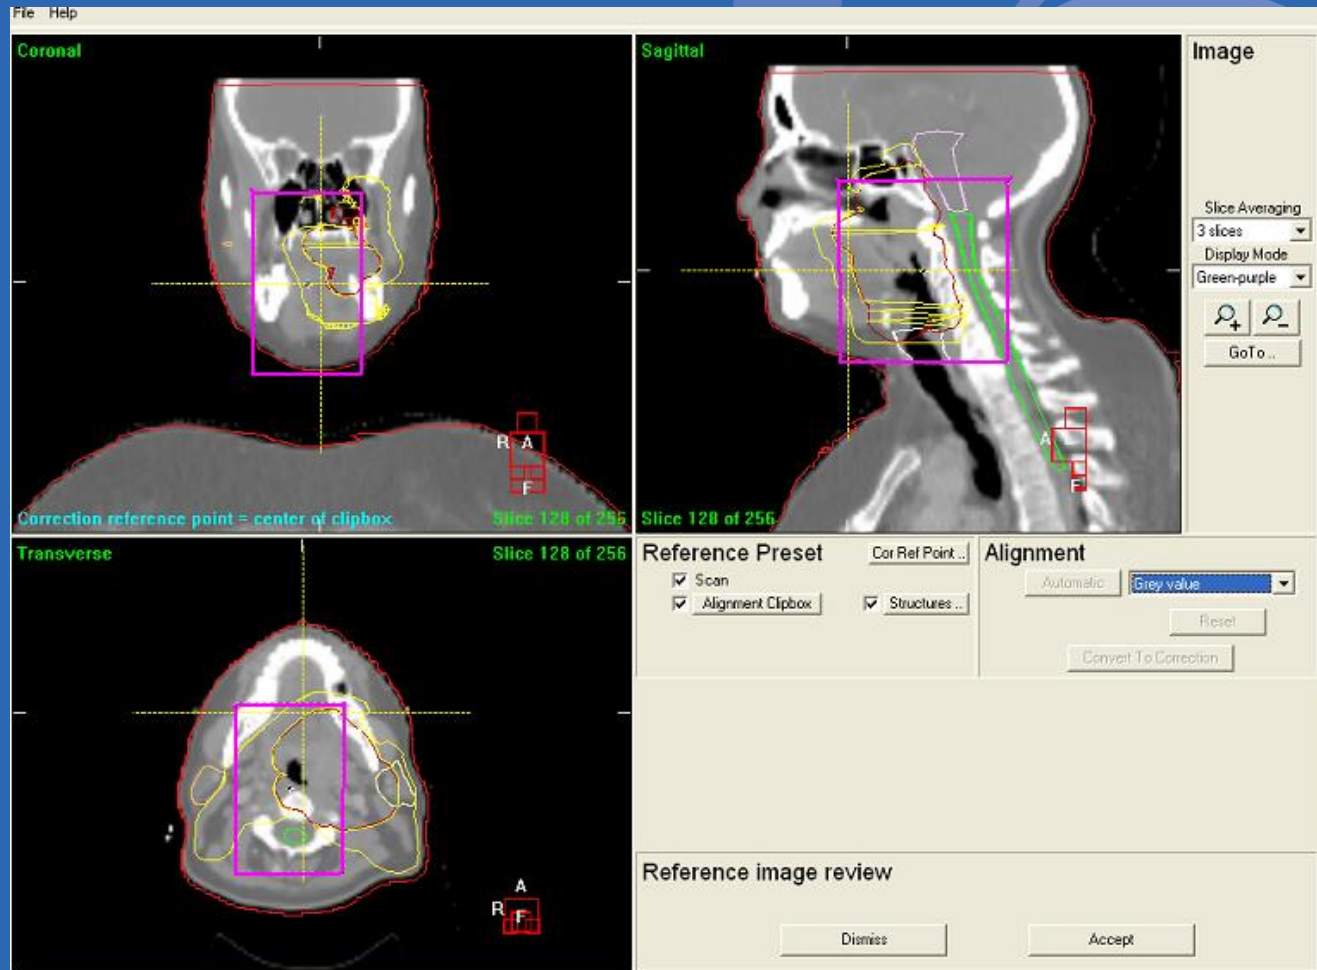 File Help
Coronal
R A
F
Correction reference point = center of clipbox Slice 128 of 256
Sagittal
A
F
Slice 128 of 256
Image
Slice Averaging
3 slices
Display Mode
Green-purple
GoTo ..
Transverse Slice 128 of 256
A
R F
Reference Preset Cor Ref Point ..
Scan
Alignment Clipbox Structures ..
Alignment
Automatic Grey value
Reset
Convert To Correction
Reference image review
Dismiss Accept